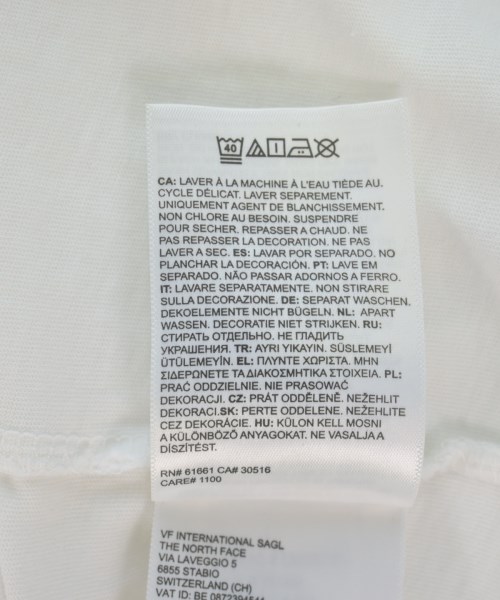 40
CA: LAVER À LA MACHINE À L'EAU TIÈDE AU.
CYCLE DÉLICAT. LAVER SEPAREMENT.
UNIQUEMENT AGENT DE BLANCHISSEMENT.
NON CHLORE AU BESOIN. SUSPENDRE
POUR SECHER. REPASSER A CHAUD. NE
PAS REPASSER LA DECORATION. NE PAS
LAVER A SEC. ES: LAVAR POR SEPARADO. NO
PLANCHAR LA DECORACIÓN. PT: LAVE EM
SEPARADO. NÃO PASSAR ADORNOS A FERRO.
IT: LAVARE SEPARATAMENTE. NON STIRARE
SULLA DECORAZIONE. DE: SEPARAT WASCHEN.
DEKOELEMENTE NICHT BÜGELN. NL: APART
WASSEN. DECORATIE NIET STRIJKEN. RU:
СТИРАТЬ ОТДЕЛЬНО. НЕ ГЛАДИТЬ
УКРАШЕНИЯ. TR: AYRI YIKAYIN. SÜSLEMEYİ
ÜTÜLEMEYİN. EL: ΠΛΥΝΤΕ ΧΩΡΙΣΤΑ. ΜΗΝ
ΣΙΔΕΡΩΝΕΤΕ ΤΑ ΔΙΑΚΟΣΜΗΤΙΚΑ ΣΤΟΙΧΕΙΑ. PL:
PRAĆ ODDZIELNIE. NIE PRASOWAĆ
DEKORACJI. CZ: PRÁT ODDĚLENĚ. NEŽEHLIT
DEKORACI.SK: PERTE ODDELENE. NEŽEHLITE
CEZ DEKORÁCIE. HU: KÜLON KELL MOSNI
A KÜLÖNBÖZŐ ANYAGOKAT. NE VASALJA A
DÍSZÍTÉST.
RN# 61661 CA# 30516
CARE# 1100
VF INTERNATIONAL SAGL
THE NORTH FACE
VIA LAVEGGIO 5
6855 STABIO
SWITZERLAND (CH)
VAT ID: BE